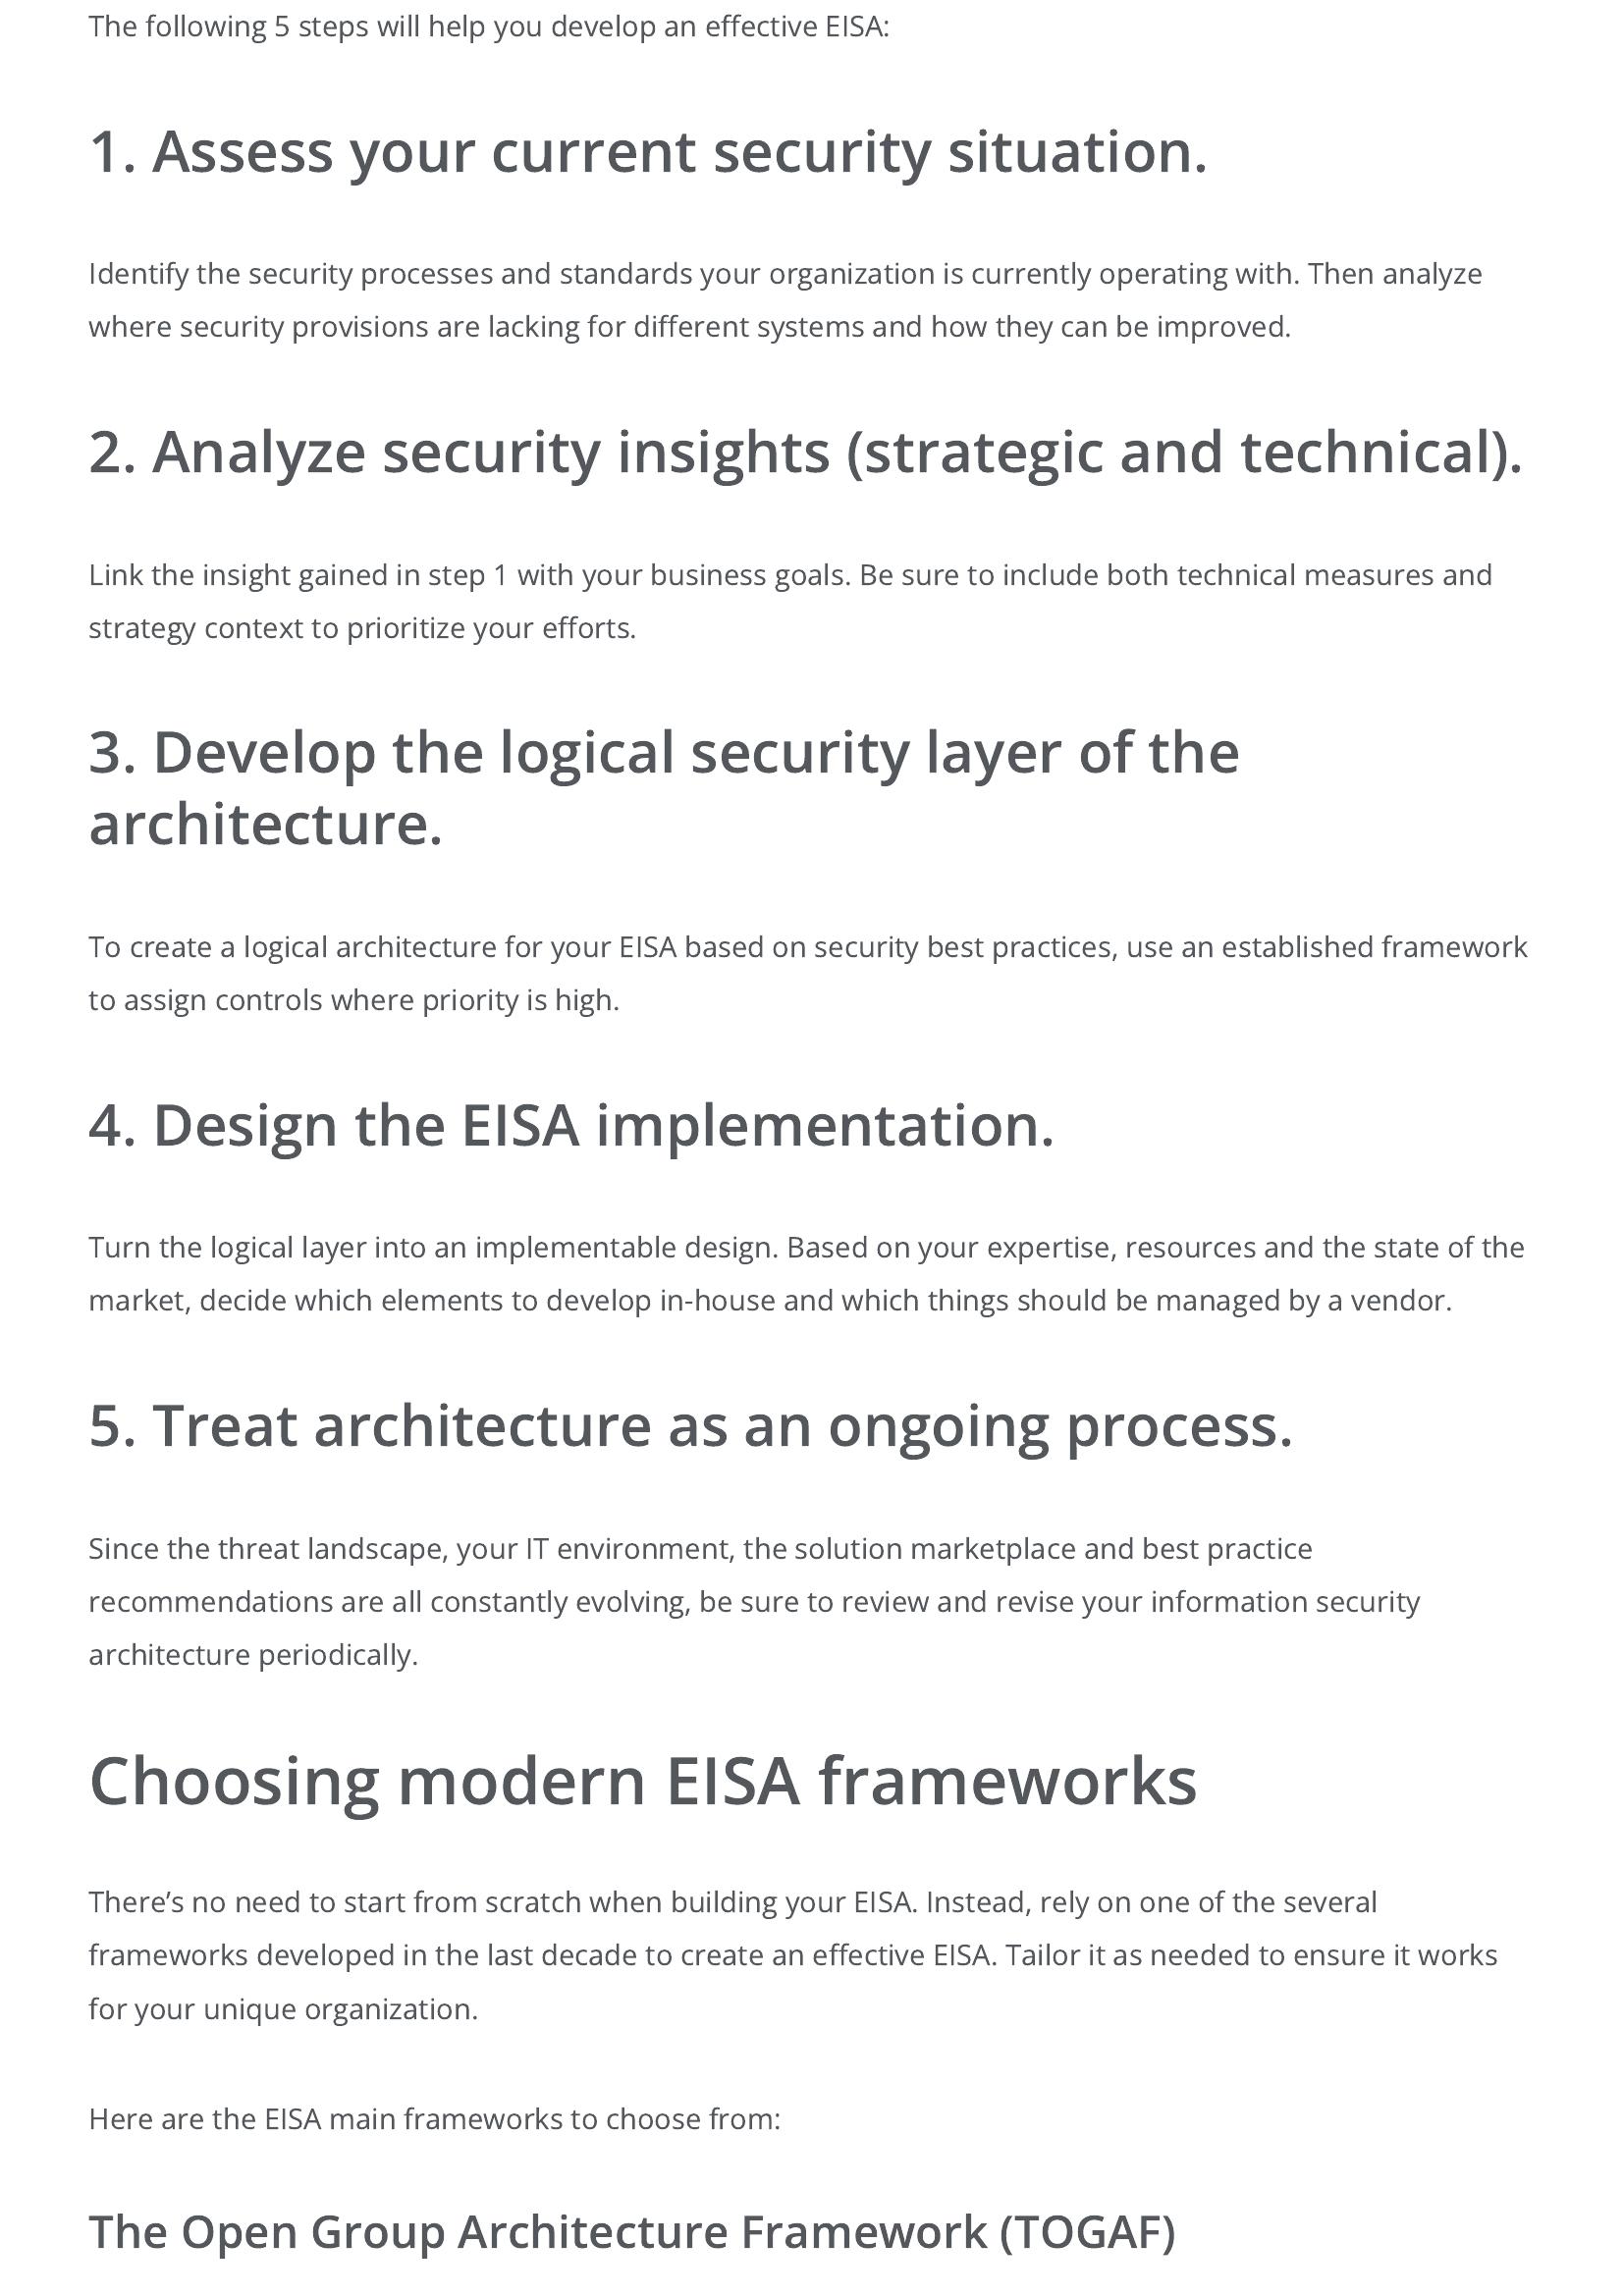 The following 5 steps will help you develop an effective EISA:
1. Assess your current security situation.
Identify the security processes and standards your organization is currently operating with. Then analyze
where security provisions are lacking for different systems and how they can be improved.
2. Analyze security insights (strategic and technical).
Link the insight gained in step 1 with your business goals. Be sure to include both technical measures and
strategy context to prioritize your efforts.
3. Develop the logical security layer of the
architecture.
To create a logical architecture for your EISA based on security best practices, use an established framework
to assign controls where priority is high.
4. Design the EISA implementation.
Turn the logical layer into an implementable design. Based on your expertise, resources and the state of the
market, decide which elements to develop in-house and which things should be managed by a vendor.
5. Treat architecture as an ongoing process.
Since the threat landscape, your IT environment, the solution marketplace and best practice
recommendations are all constantly evolving, be sure to review and revise your information security
architecture periodically.
Choosing modern EISA frameworks
There’s no need to start from scratch when building your EISA. Instead, rely on one of the several
frameworks developed in the last decade to create an effective EISA. Tailor it as needed to ensure it works
for your unique organization.
Here are the EISA main frameworks to choose from:
The Open Group Architecture Framework (TOGAF)